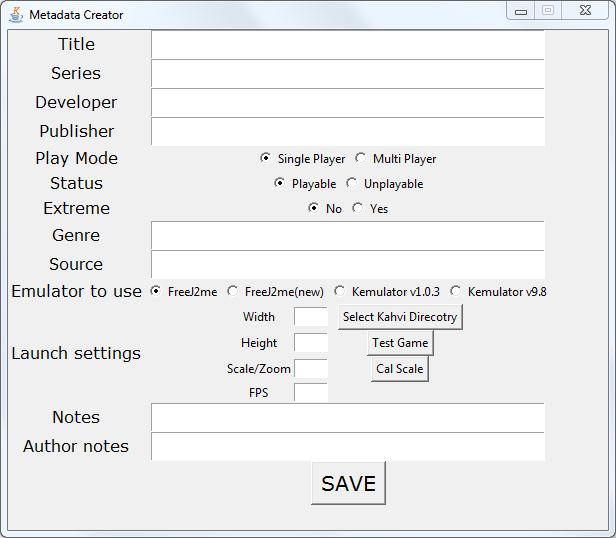 Metadata Creator
Title
Series
Developer
Publisher
Play Mode Single Player Multi Player
Status Playable Unplayable
Extreme No Yes
Genre
Source
Emulator to use FreeJ2me FreeJ2me(new) Kemulator v1.0.3 Kemulator v9.8
Width Select Kahvi Direcotry
Height Test Game
Launch settings
Scale/Zoom Cal Scale
FPS
Notes
Author notes
SAVE